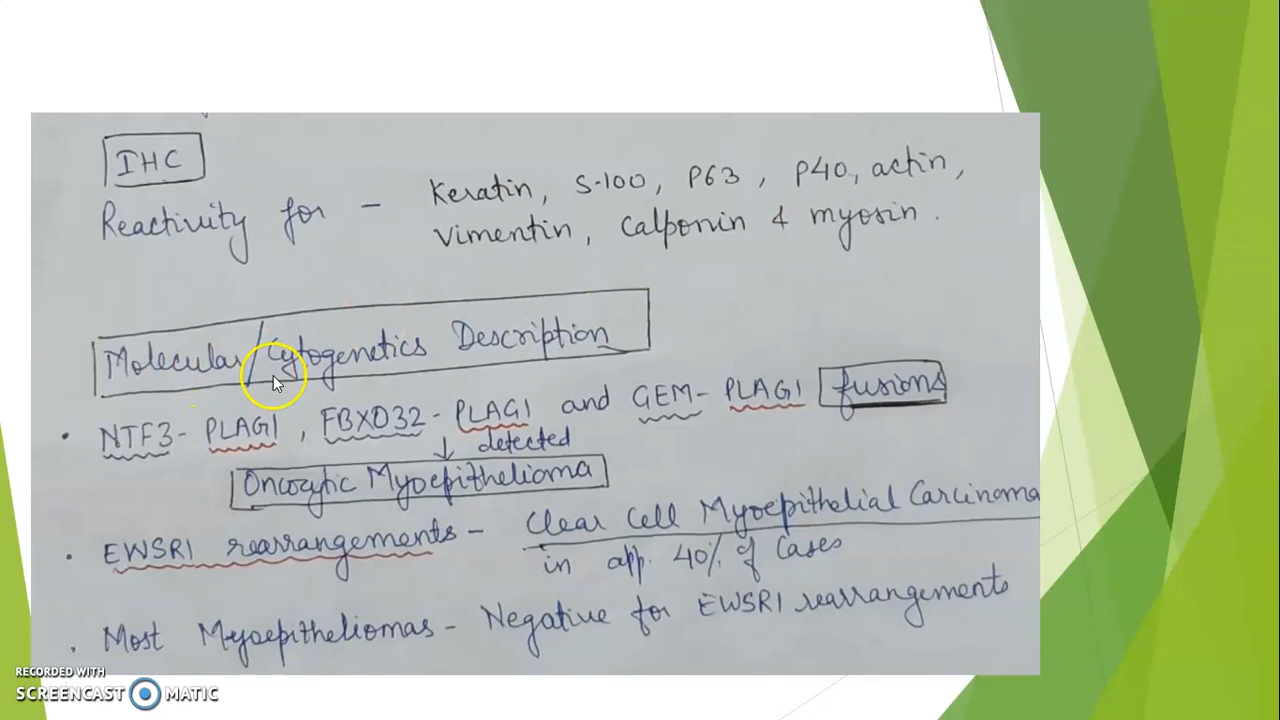 IHC
Reactivity for - Keratin, S-100, P63, P40, actin,
Vimentin, Calponin & myosin.
Molecular/Cytogenetics Description
• NTF3-PLAG1, FBXO32-PLAG1 and GEM-PLAG1 fusions
↓ detected
Oncocytic Myoepithelioma
• EWSR1 rearrangements - Clear Cell Myoepithelial Carcinoma
in app. 40% of Cases
• Most Myoepitheliomas - Negative for EWSR1 rearrangements
RECORDED WITH
SCREENCAST MATIC